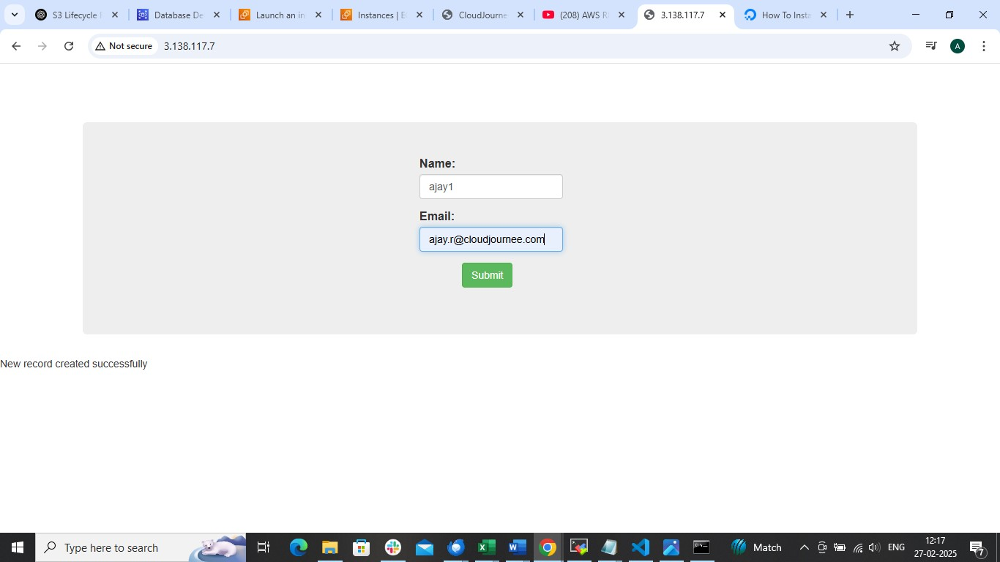 S3 Lifecycle
Database De
Launch an in
Instances | E
CloudJourne
(208) AWS R
3.138.117.7
How To Insta
Not secure
3.138.117.7
A
Name:
ajay1
Email:
ajay.r@cloudjournee.com
Submit
New record created successfully
Type here to search
Match
ENG
12:17
27-02-2025
7